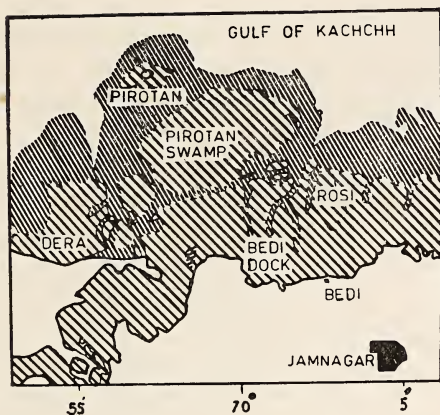 GULF OF KACHCHH
PIROTAN
PIROTAN
SWAMP
ROSI
DERA
BEDI
DOCK
BEDI
JAMNAGAR
55'
70°
5'